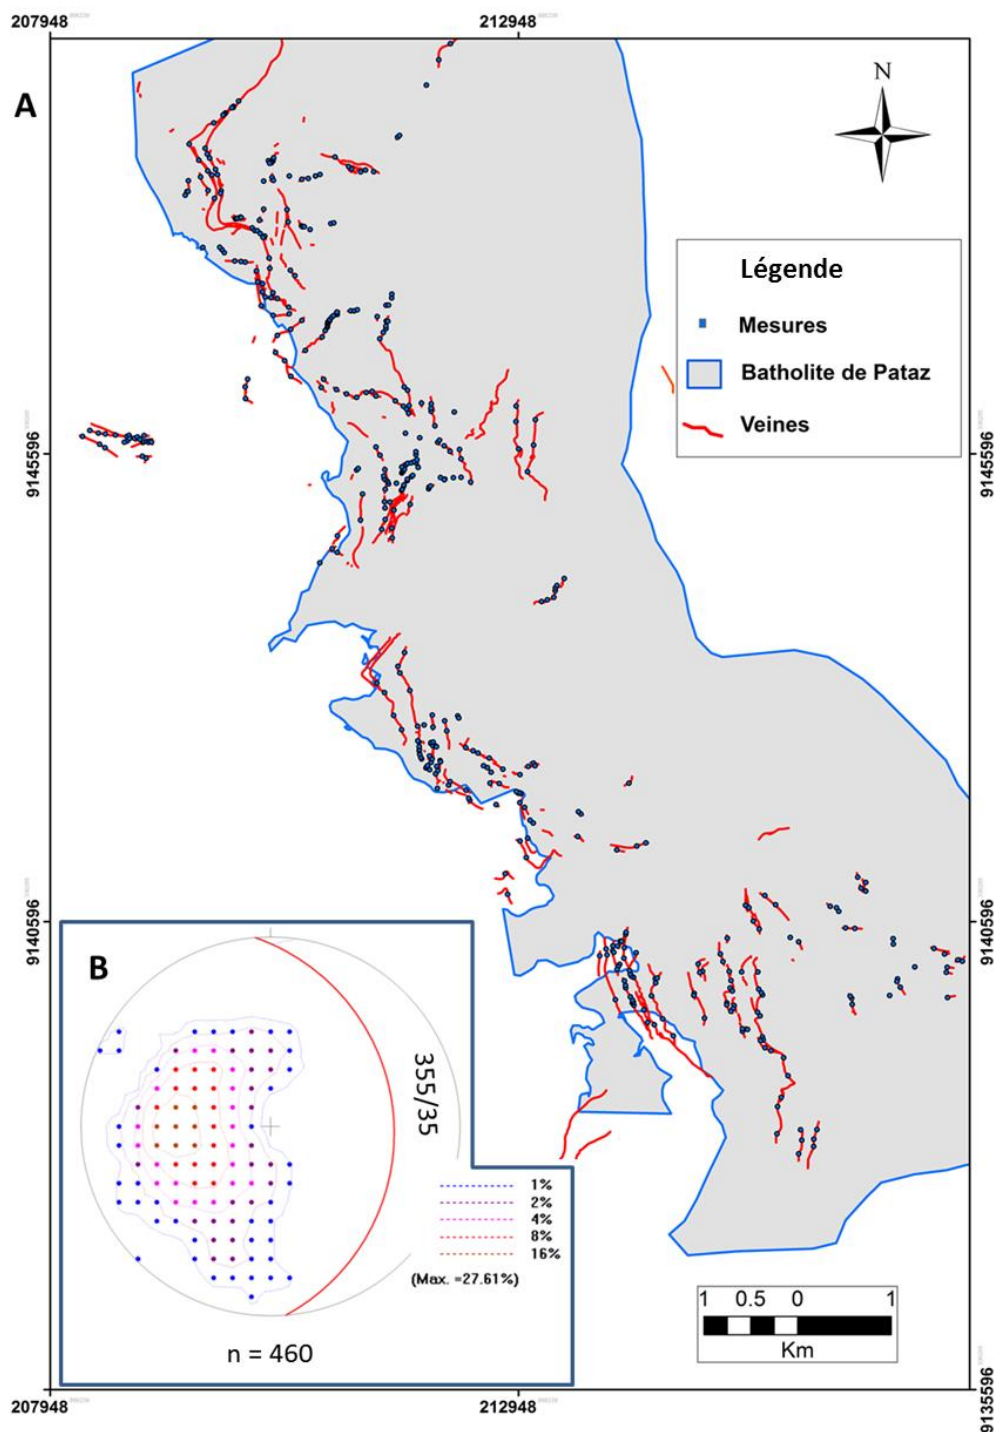 207948
212948
A
N
Légende
Mesures
Batholite de Pataz
Veines
9145596
9145596
9140596
9140596
B
355/35
1%
2%
4%
8%
16%
(Max. =27.61%)
n = 460
1 0.5 0 1
Km
207948
212948
9135596